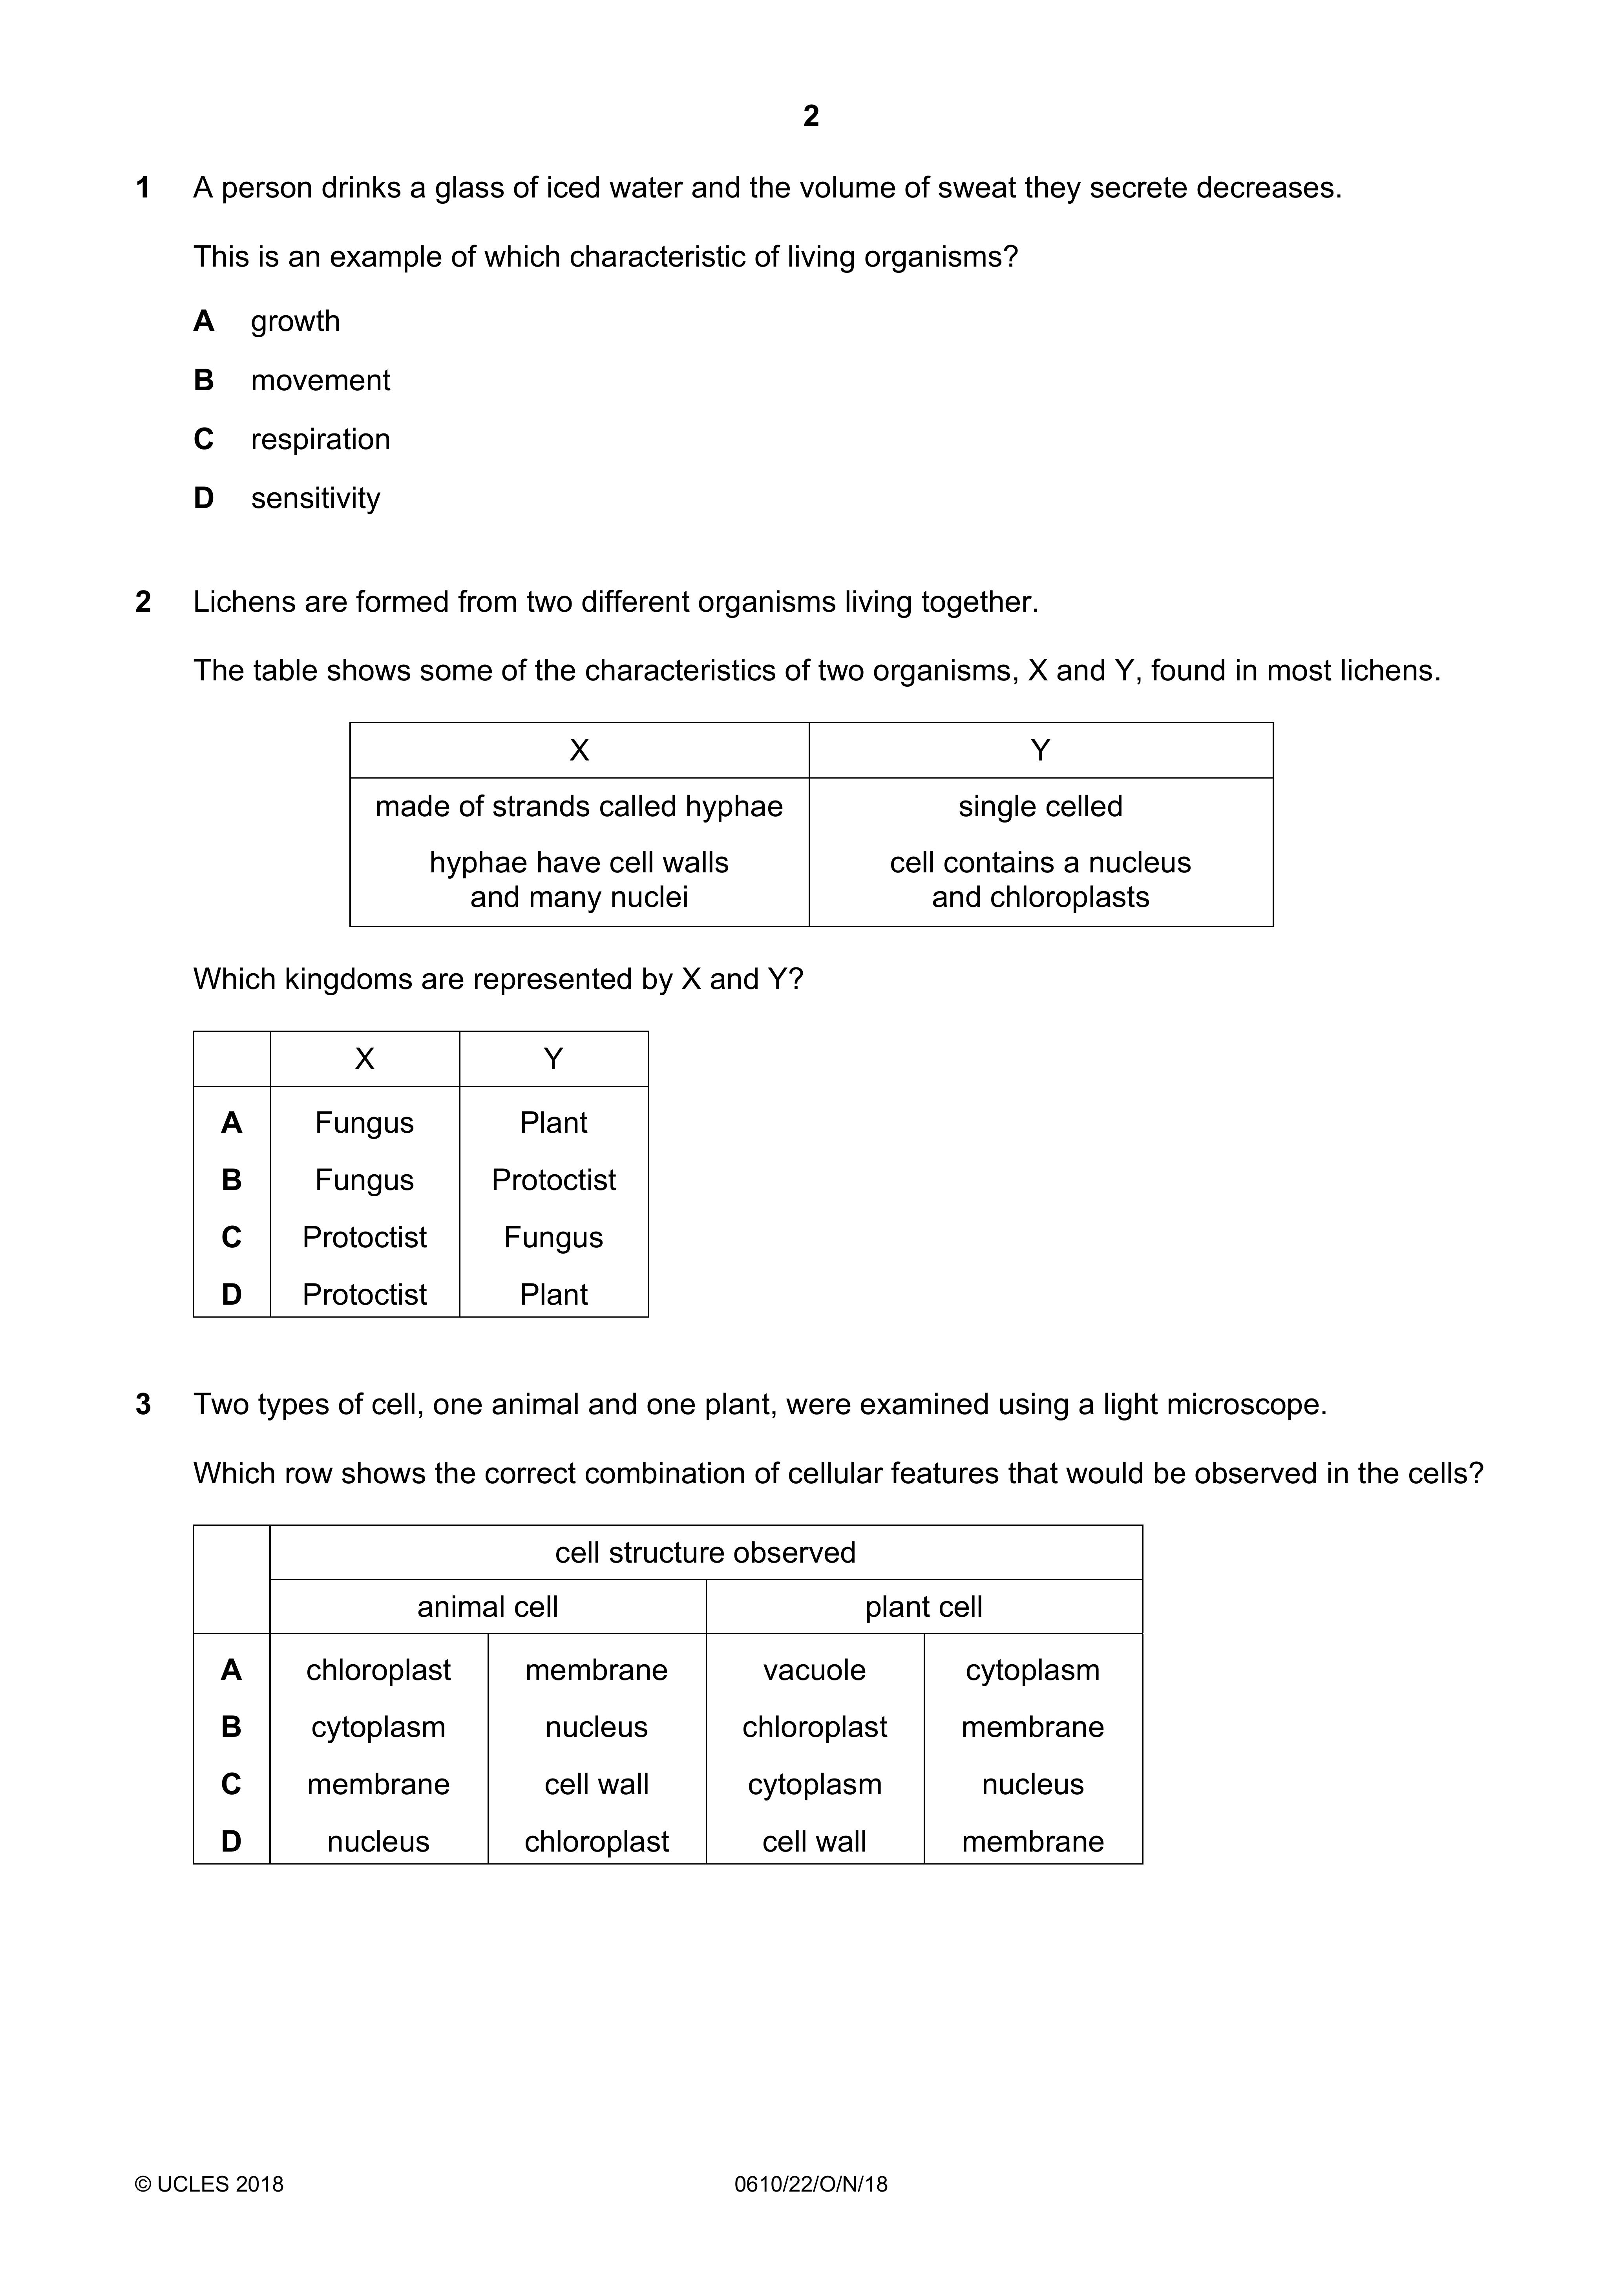 2
1 A person drinks a glass of iced water and the volume of sweat they secrete decreases.
This is an example of which characteristic of living organisms?
A growth
B movement
C respiration
D sensitivity
2 Lichens are formed from two different organisms living together.
The table shows some of the characteristics of two organisms, X and Y, found in most lichens.
X Y
made of strands called hyphae single celled
hyphae have cell walls cell contains a nucleus
and many nuclei and chloroplasts
Which kingdoms are represented by X and Y?
X Y
A Fungus Plant
B Fungus Protoctist
C Protoctist Fungus
D Protoctist Plant
3 Two types of cell, one animal and one plant, were examined using a light microscope.
Which row shows the correct combination of cellular features that would be observed in the cells?
cell structure observed
animal cell plant cell
A chloroplast membrane vacuole cytoplasm
B cytoplasm nucleus chloroplast membrane
C membrane cell wall cytoplasm nucleus
D nucleus chloroplast cell wall membrane
© UCLES 2018 0610/22/O/N/18